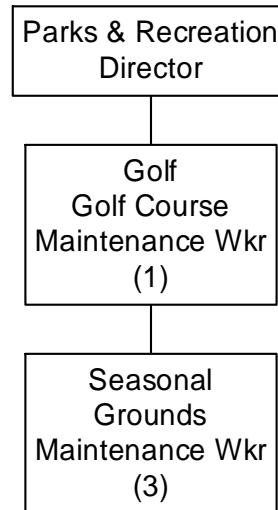 Parks & Recreation
Director
Golf
Golf Course
Maintenance Wkr
(1)
Seasonal
Grounds
Maintenance Wkr
(3)